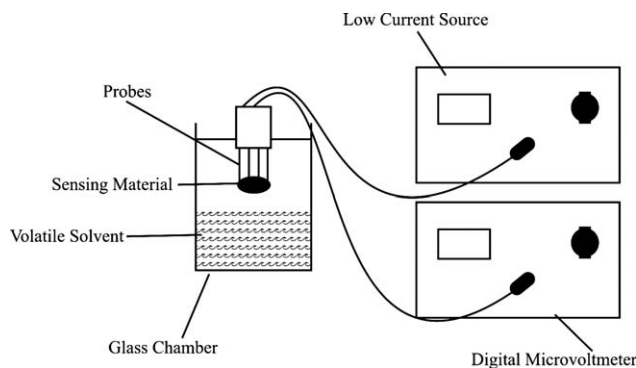 Low Current Source
Probes
Sensing Material
Volatile Solvent
Glass Chamber
Digital Microvoltmeter